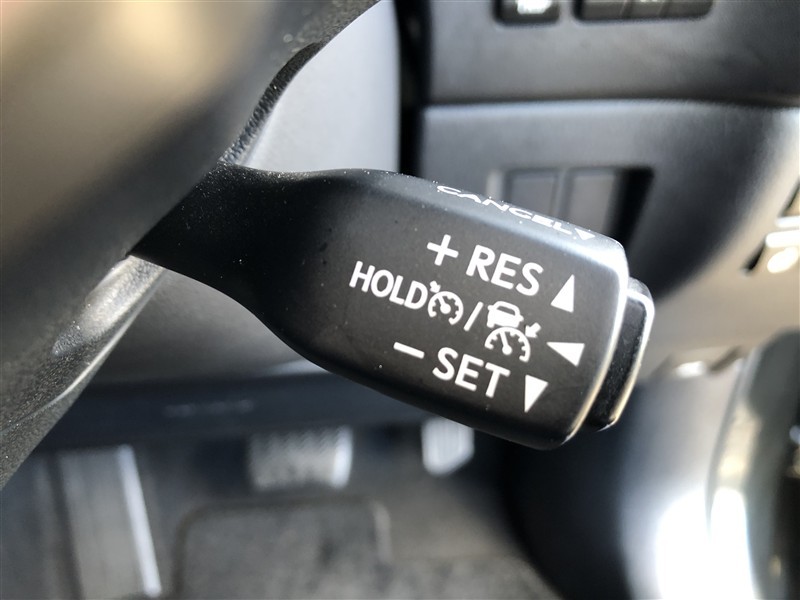 CANCEL
+ RES
HOLD /
− SET